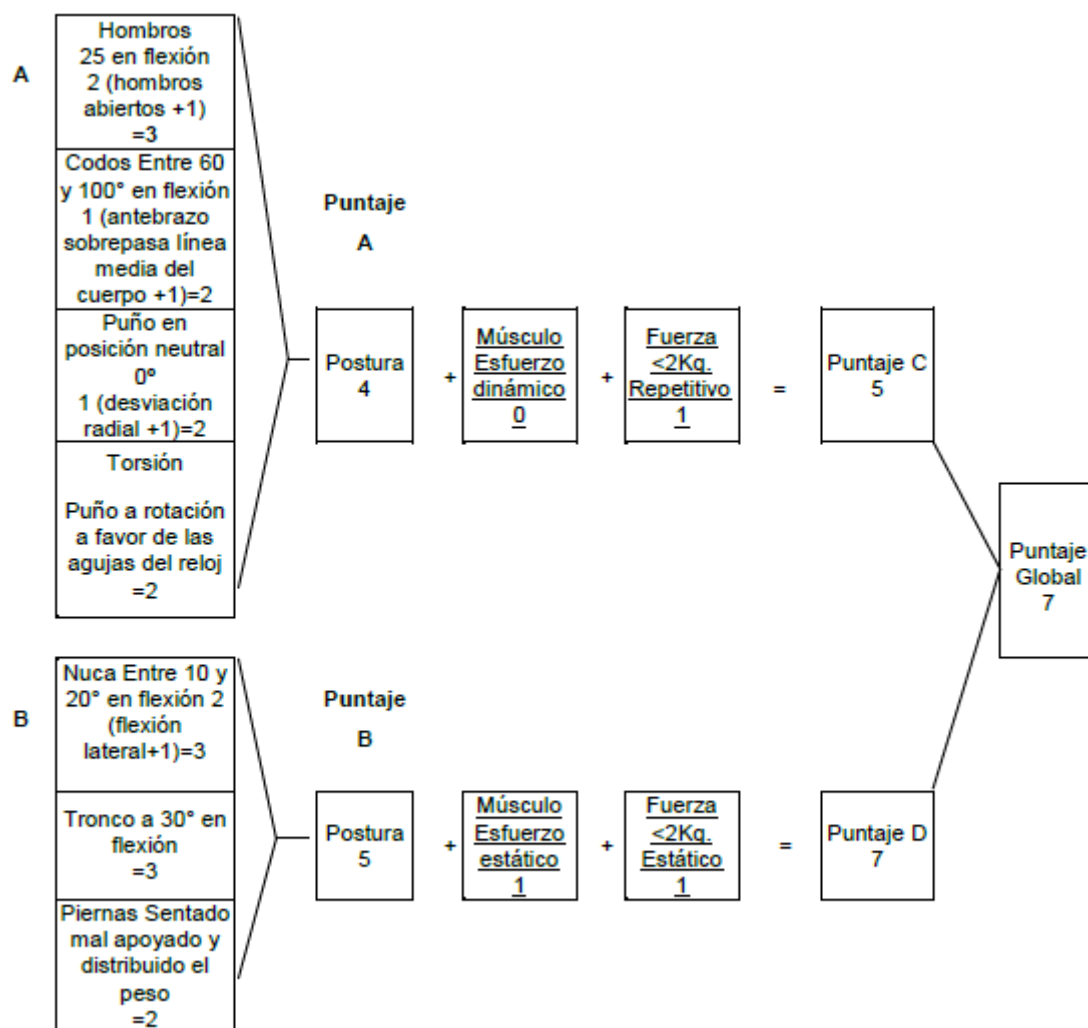 A
Hombros
25 en flexión
2 (hombros
abiertos +1)
=3
Codos Entre 60
y 100° en flexión
1 (antebrazo
sobrepasa línea
media del
cuerpo +1)=2
Puño en
posición neutral
0º
1 (desviación
radial +1)=2
Torsión
Puño a rotación
a favor de las
agujas del reloj
=2
Puntaje
A
Postura
4
+
Músculo
Esfuerzo
dinámico
0
+
Fuerza
<2Kg.
Repetitivo
1
=
Puntaje C
5
Puntaje
Global
7
B
Nuca Entre 10 y
20° en flexión 2
(flexión
lateral+1)=3
Tronco a 30° en
flexión
=3
Piernas Sentado
mal apoyado y
distribuido el
peso
=2
Puntaje
B
Postura
5
+
Músculo
Esfuerzo
estático
1
+
Fuerza
<2Kg.
Estático
1
=
Puntaje D
7